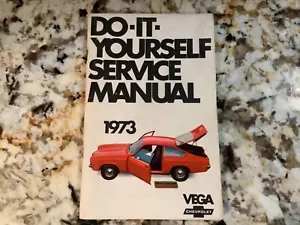 DO-IT-
YOURSELF
SERVICE
MANUAL
1973
VEGA
CHEVROLET